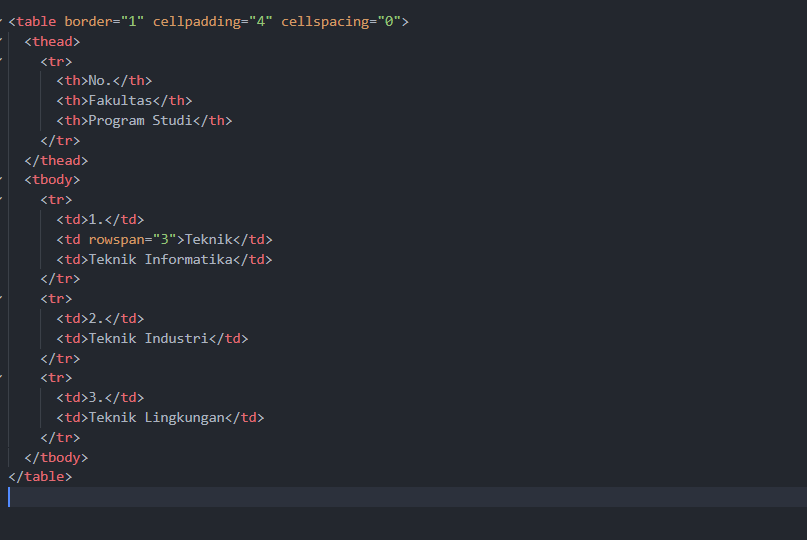 <table border="1" cellpadding="4" cellspacing="0">
  <thead>
    <tr>
      <th>No.</th>
      <th>Fakultas</th>
      <th>Program Studi</th>
    </tr>
  </thead>
  <tbody>
    <tr>
      <td>1.</td>
      <td rowspan="3">Teknik</td>
      <td>Teknik Informatika</td>
    </tr>
    <tr>
      <td>2.</td>
      <td>Teknik Industri</td>
    </tr>
    <tr>
      <td>3.</td>
      <td>Teknik Lingkungan</td>
    </tr>
  </tbody>
</table>